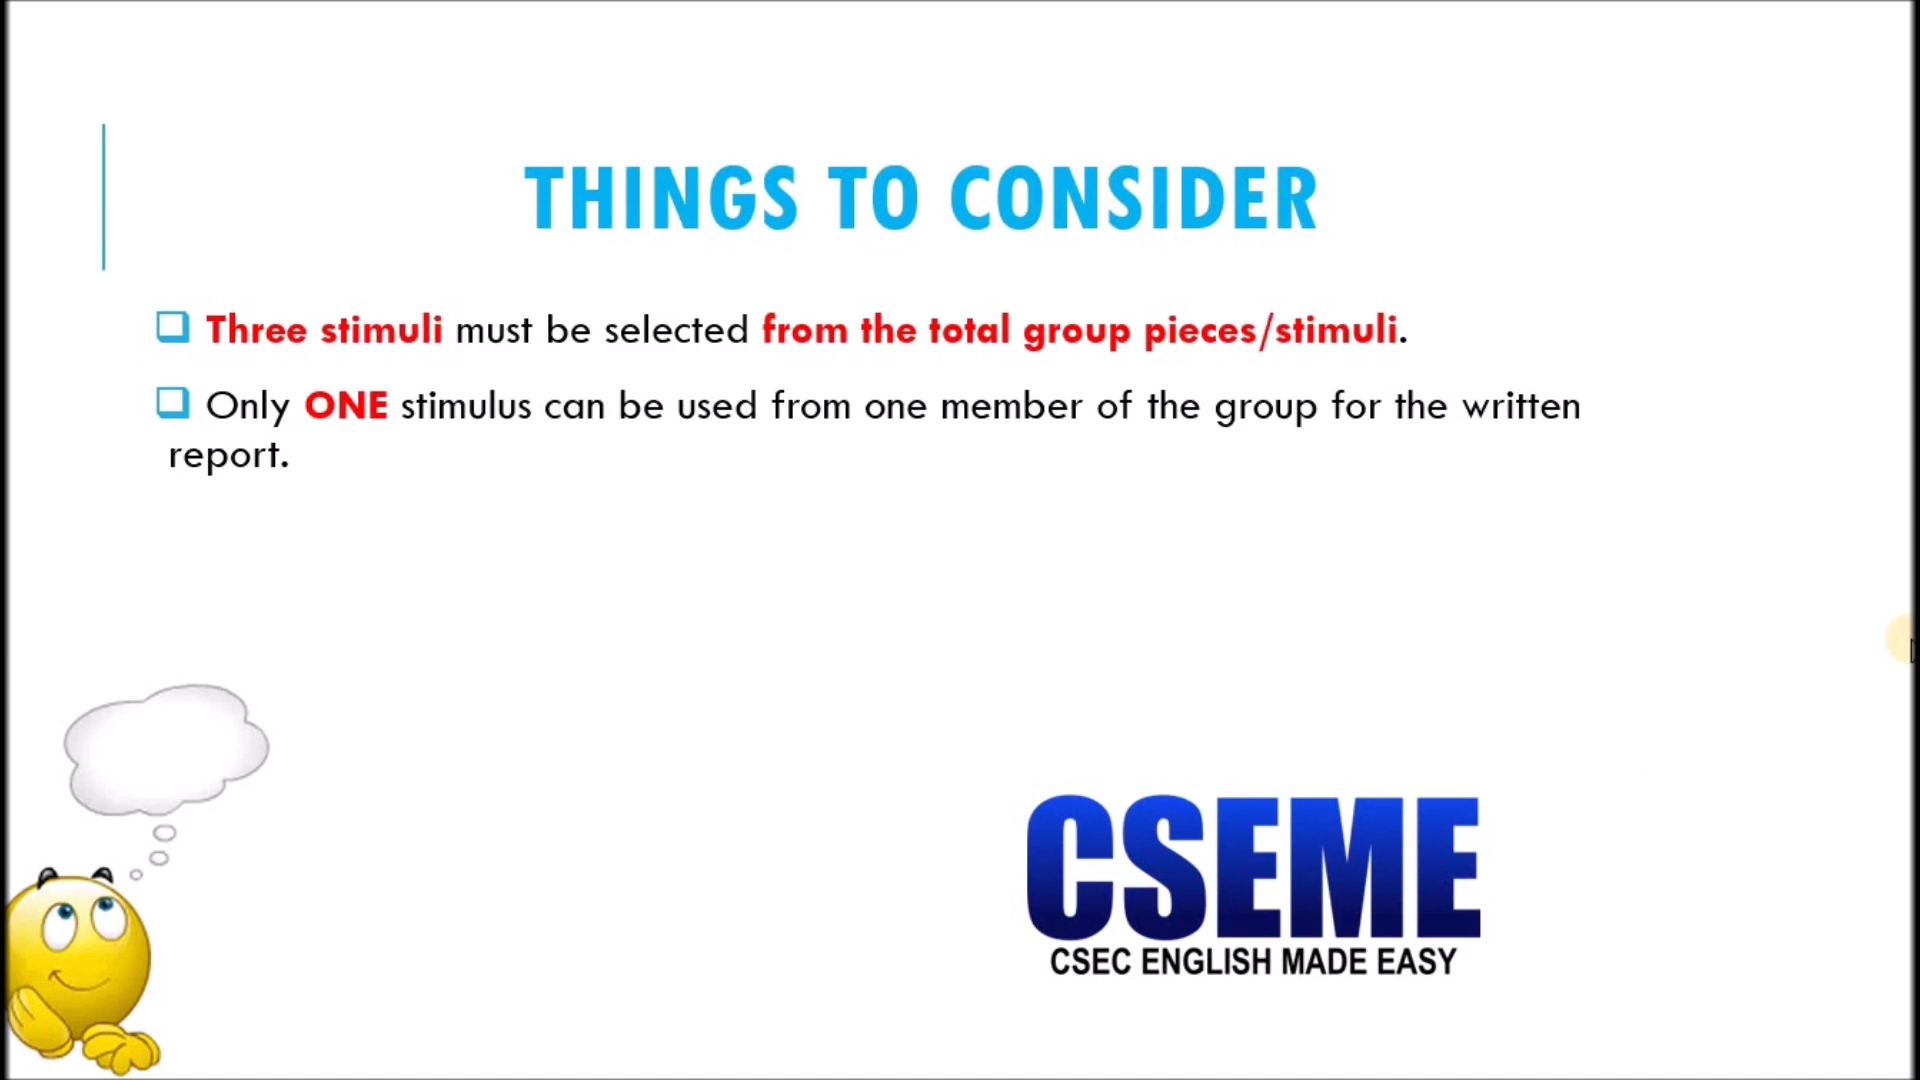 THINGS TO CONSIDER
Three stimuli must be selected from the total group pieces/stimuli.
Only ONE stimulus can be used from one member of the group for the written
report.
CSEME
CSEC ENGLISH MADE EASY